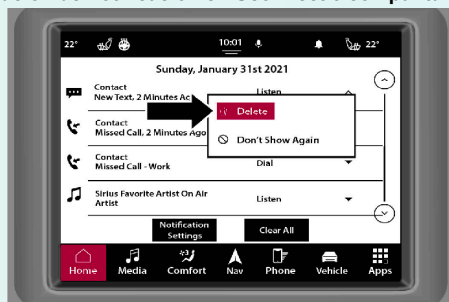 22°
10:01
22°
Sunday, January 31st 2021
Contact
New Text, 2 Minutes Ac
Listen
Delete
Contact
Missed Call, 2 Minutes Ago
Don't Show Again
Contact
Missed Call - Work
Dial
Sirius Favorite Artist On Air
Artist
Listen
Notification
Settings
Clear All
Home Media Comfort Nav Phone Vehicle Apps